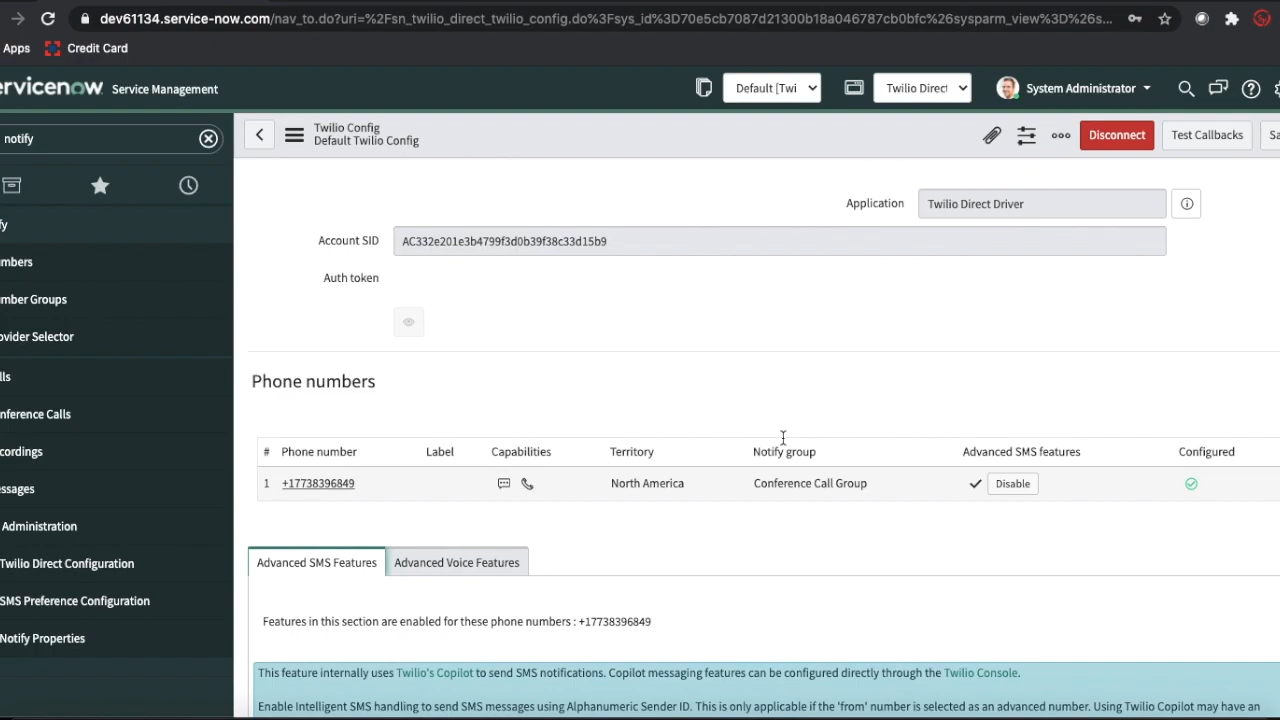 dev61134.service-now.com/nav_to.do?uri=%2Fsn_twilio_direct_twilio_config.do%3Fsys_id%3D70e5cb7087d21300b18a046787cb0bfc%26sysparm_view%3D%26s...
Apps Credit Card
ervicenow Service Management
Default [Twi
Twilio Direct
System Administrator
notify
Twilio Config
Default Twilio Config
Disconnect
Test Callbacks
Sa
fy
Application Twilio Direct Driver
Account SID AC332e201e3b4799f3d0b39f38c33d15b9
Auth token
umbers
umber Groups
ovider Selector
lls
nference Calls
cordings
essages
Administration
Twilio Direct Configuration
SMS Preference Configuration
Notify Properties
Phone numbers
# Phone number Label Capabilities Territory Notify group Advanced SMS features Configured
1 +17738396849 North America Conference Call Group Disable
Advanced SMS Features Advanced Voice Features
Features in this section are enabled for these phone numbers : +17738396849
This feature internally uses Twilio's Copilot to send SMS notifications. Copilot messaging features can be configured directly through the Twilio Console.
Enable Intelligent SMS handling to send SMS messages using Alphanumeric Sender ID. This is only applicable if the 'from' number is selected as an advanced number. Using Twilio Copilot may have an